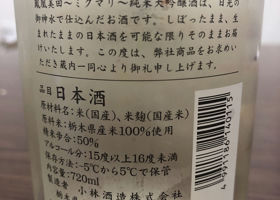 鳳凰美田～ミクマリ～純米大吟醸酒は、日光の
御神水で仕込んだお酒です。しぼったまま、生
まれたままの日本酒を可能な限りそのままお届
けいたします。この度は、弊社商品をお求めい
ただき蔵内一同心より御礼申し上げます。
品目 日本酒
原材料:米(国産)、米麹(国産米)
原料米:栃木県産米100%使用
精米歩合:50%
アルコール分:15度以上16度未満
保存方法:-5℃から5℃で保管
内容量:720ml
製造者 小林酒造株式会社
栃木県
4991186140115